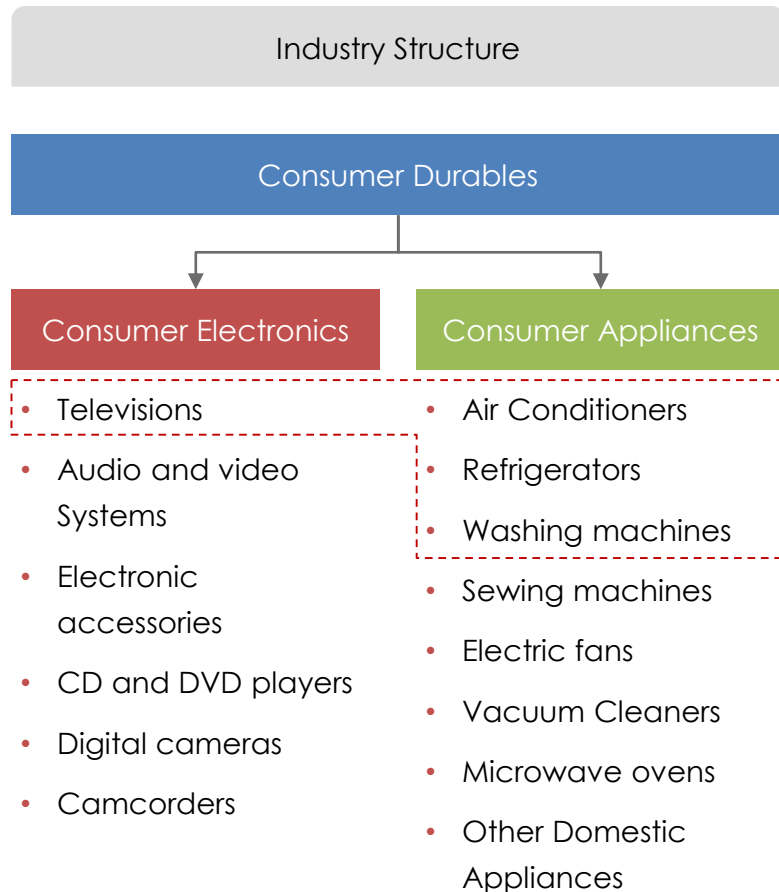 Industry Structure
Consumer Durables
Consumer Electronics
• Televisions
• Audio and video
Systems
• Electronic
accessories
• CD and DVD players
• Digital cameras
• Camcorders
Consumer Appliances
• Air Conditioners
• Refrigerators
• Washing machines
• Sewing machines
• Electric fans
• Vacuum Cleaners
• Microwave ovens
• Other Domestic
Appliances